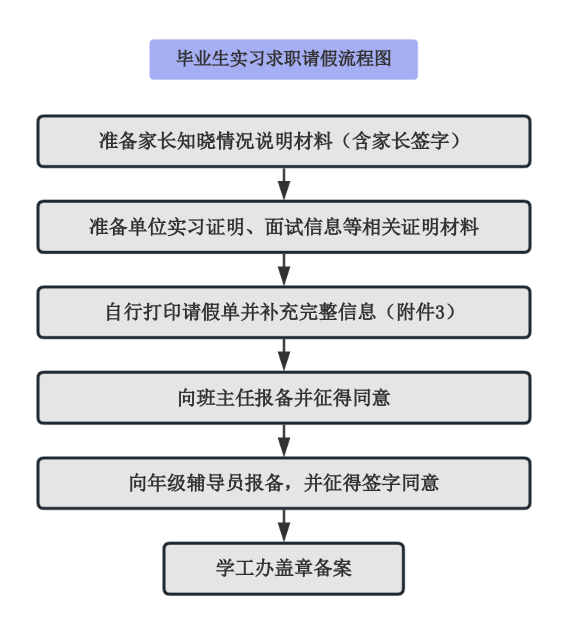 毕业生实习求职请假流程图
准备家长知晓情况说明材料（含家长签字）
准备单位实习证明、面试信息等相关证明材料
自行打印请假单并补充完整信息（附件3）
向班主任报备并征得同意
向年级辅导员报备，并征得签字同意
学工办盖章备案